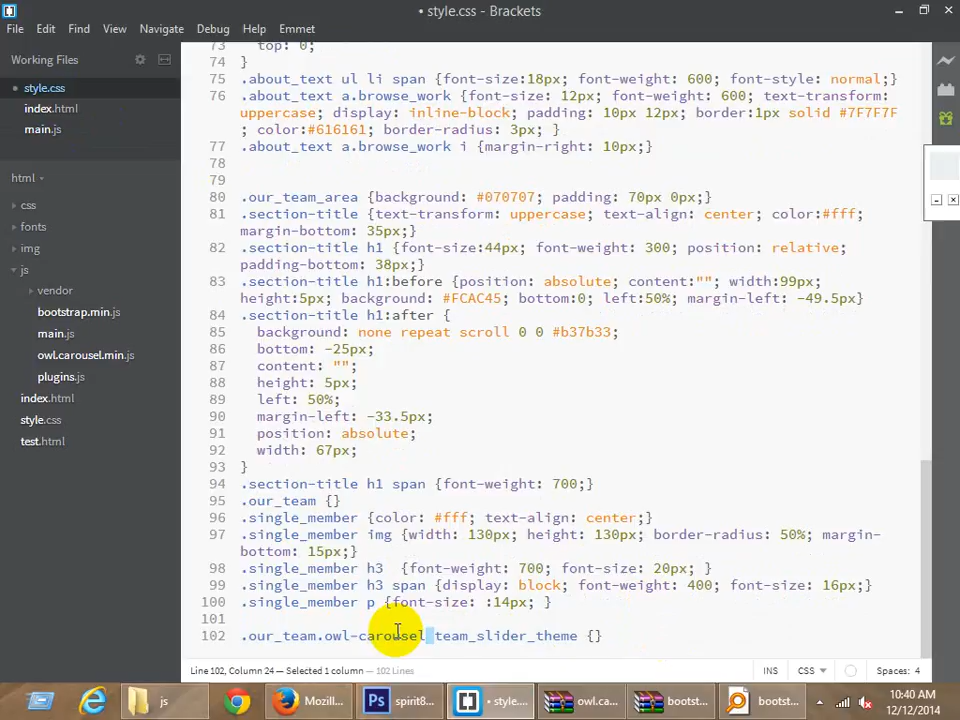 • style.css - Brackets
File Edit Find View Navigate Debug Help Emmet
Working Files
style.css
index.html
main.js
html
css
fonts
img
js
vendor
bootstrap.min.js
main.js
owl.carousel.min.js
plugins.js
index.html
style.css
test.html
73 top: 0;
74 }
75 .about_text ul li span {font-size:18px; font-weight: 600; font-style: normal;}
76 .about_text a.browse_work {font-size: 12px; font-weight: 600; text-transform:
uppercase; display: inline-block; padding: 10px 12px; border:1px solid #7F7F7F
; color:#616161; border-radius: 3px; }
77 .about_text a.browse_work i {margin-right: 10px;}
78
79
80 .our_team_area {background: #070707; padding: 70px 0px;}
81 .section-title {text-transform: uppercase; text-align: center; color:#fff;
margin-bottom: 35px;}
82 .section-title h1 {font-size:44px; font-weight: 300; position: relative;
padding-bottom: 38px;}
83 .section-title h1:before {position: absolute; content:""; width:99px;
height:5px; background: #FCAC45; bottom:0; left:50%; margin-left: -49.5px}
84 .section-title h1:after {
85 background: none repeat scroll 0 0 #b37b33;
86 bottom: -25px;
87 content: "";
88 height: 5px;
89 left: 50%;
90 margin-left: -33.5px;
91 position: absolute;
92 width: 67px;
93 }
94 .section-title h1 span {font-weight: 700;}
95 .our_team {}
96 .single_member {color: #fff; text-align: center;}
97 .single_member img {width: 130px; height: 130px; border-radius: 50%; margin-
bottom: 15px;}
98 .single_member h3  {font-weight: 700; font-size: 20px; }
99 .single_member h3 span {display: block; font-weight: 400; font-size: 16px;}
100 .single_member p {font-size: :14px; }
101
102 .our_team.owl-carousel team_slider_theme {}
Line 102, Column 24 — Selected 1 column — 102 Lines
INS CSS Spaces: 4
js Mozill... spirit8... • style.... owl.ca... bootst... bootst...
10:40 AM
12/12/2014